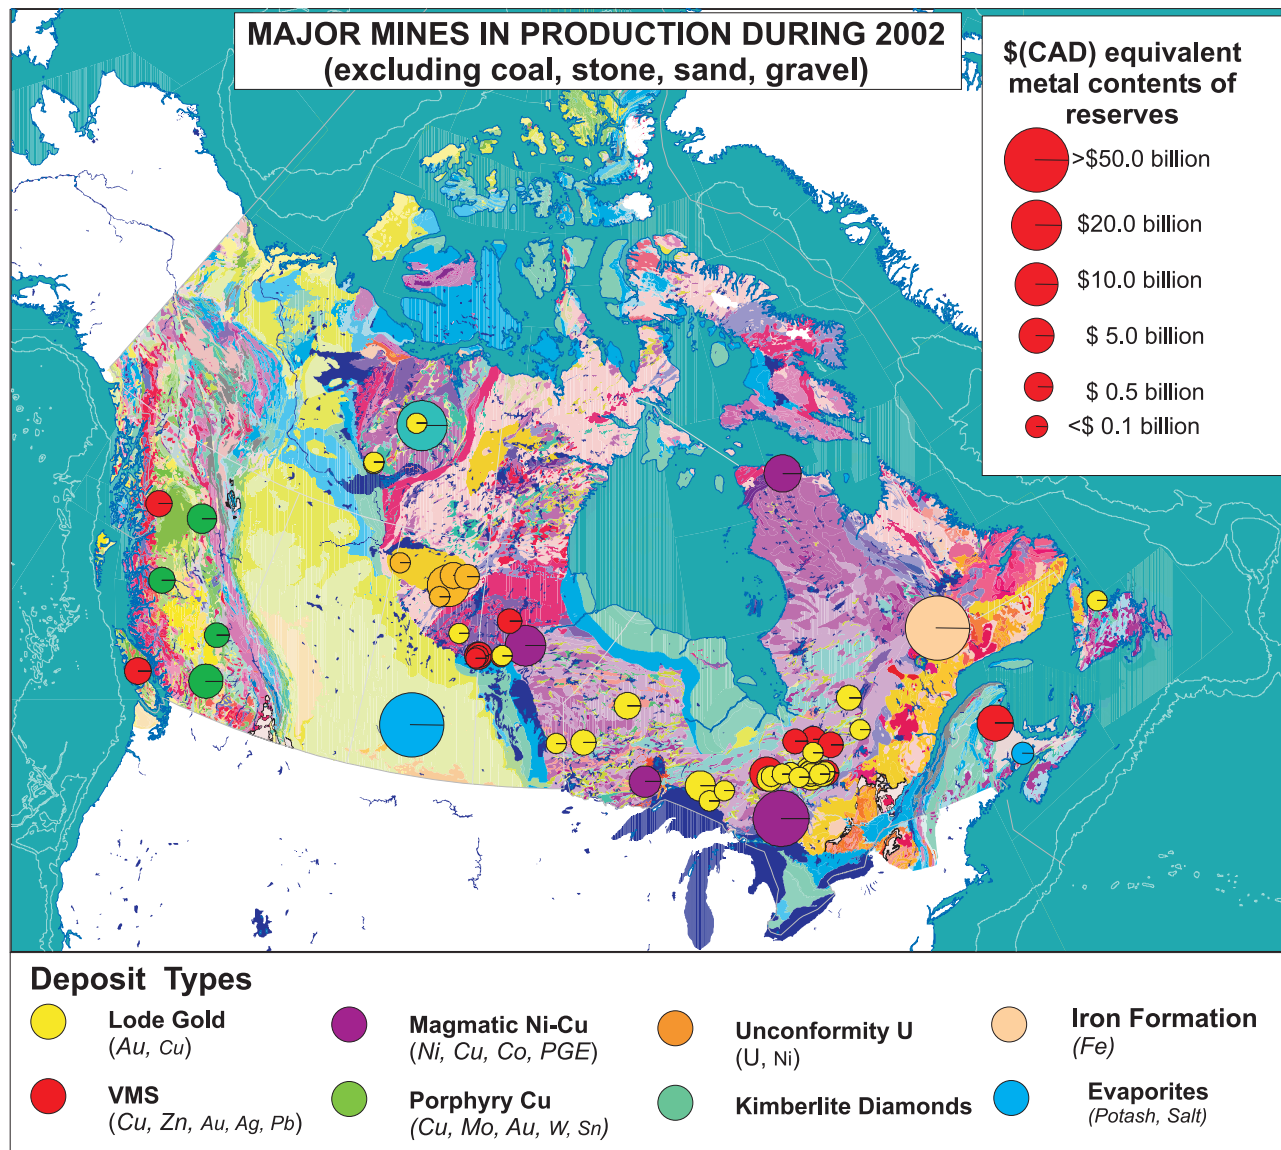 MAJOR MINES IN PRODUCTION DURING 2002
(excluding coal, stone, sand, gravel)
$(CAD) equivalent
metal contents of
reserves
>$50.0 billion
$20.0 billion
$10.0 billion
$ 5.0 billion
$ 0.5 billion
<$ 0.1 billion
Deposit Types
Lode Gold
(Au, Cu)
Magmatic Ni-Cu
(Ni, Cu, Co, PGE)
Unconformity U
(U, Ni)
Iron Formation
(Fe)
VMS
(Cu, Zn, Au, Ag, Pb)
Porphyry Cu
(Cu, Mo, Au, W, Sn)
Kimberlite Diamonds
Evaporites
(Potash, Salt)